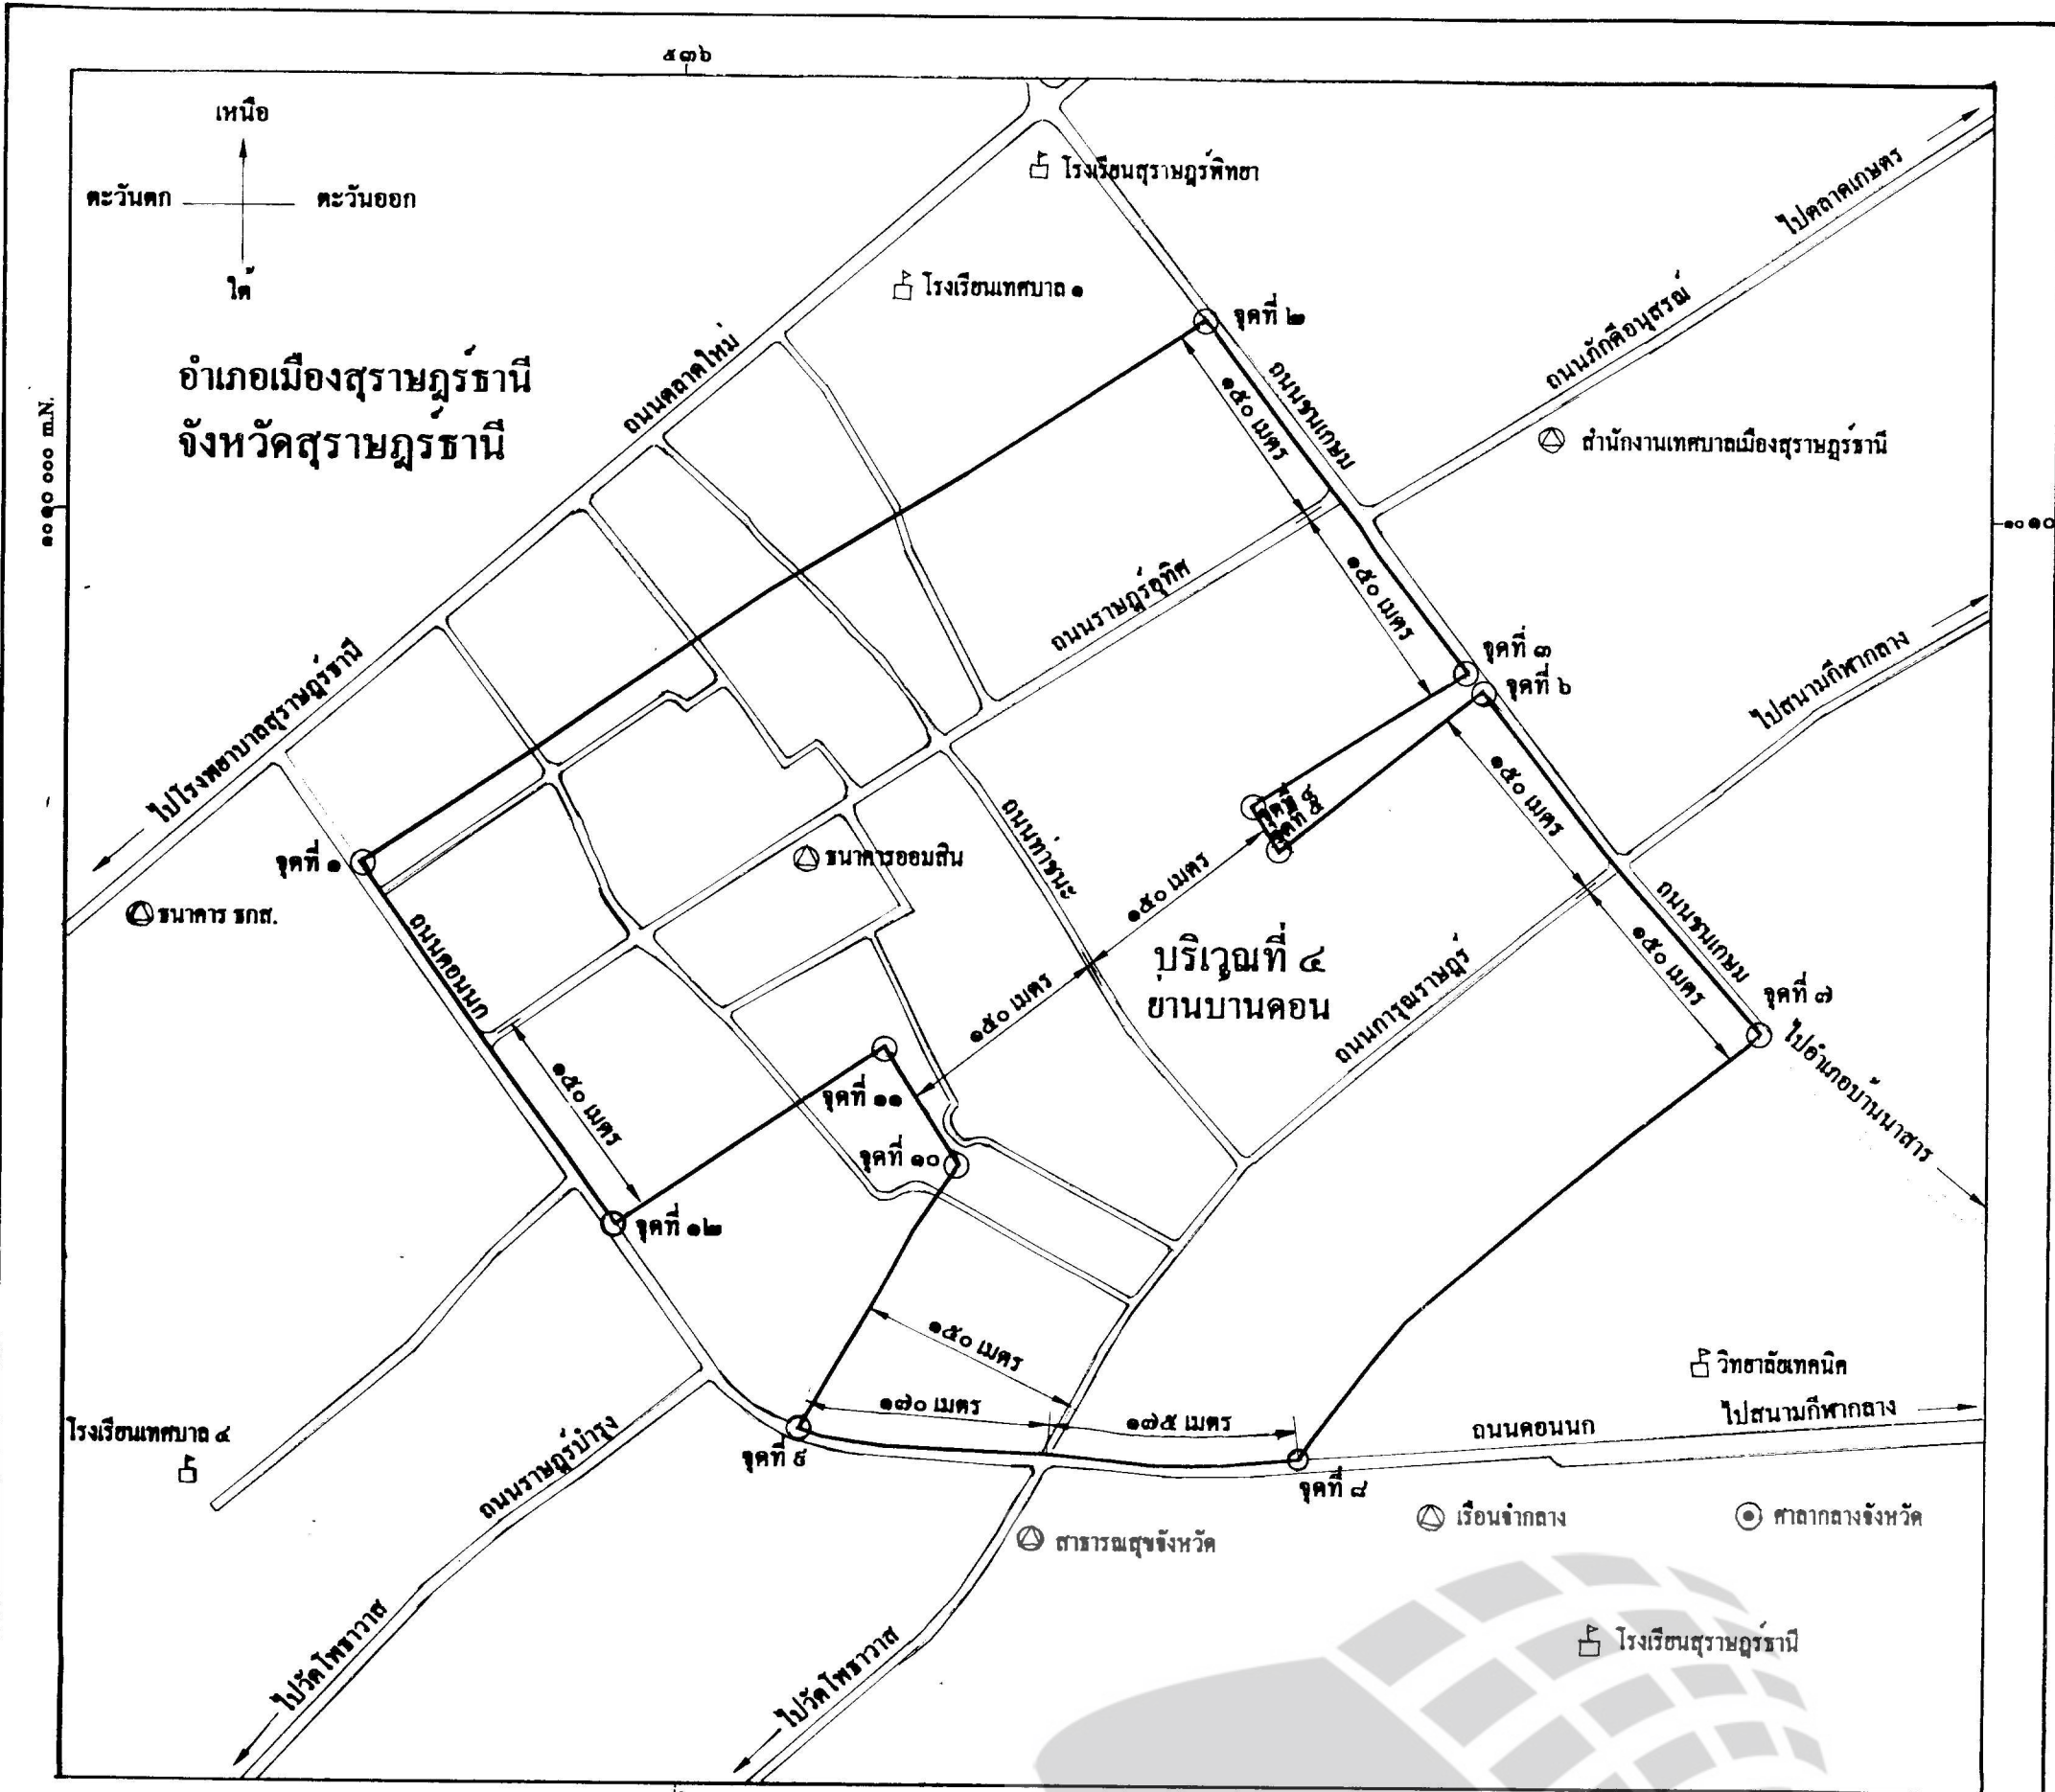 ๕๓๖
เหนือ
ตะวันตก
ตะวันออก
ใต้
อำเภอเมืองสุราษฎร์ธานี
จังหวัดสุราษฎร์ธานี
๑๐๑๐ ๐๐๐ m.N.
๑๐๑๐
โรงเรียนสุราษฎร์พิทยา
โรงเรียนเทศบาล ๑
ไปตลาดเกษตร
ถนนภักดีอนุสรณ์
ถนนตลาดใหม่
จุดที่ ๒
ถนนชนเกษม
๑๕๐ เมตร
สำนักงานเทศบาลเมืองสุราษฎร์ธานี
๑๕๐ เมตร
ถนนราษฎร์อุทิศ
จุดที่ ๓
จุดที่ ๖
ไปสนามกีฬากลาง
ไปโรงพยาบาลสุราษฎร์ธานี
จุดที่ ๔
จุดที่ ๕
๑๕๐ เมตร
จุดที่ ๑
ธนาคารออมสิน
ถนนท่าชนะ
๑๕๐ เมตร
ธนาคาร ธกส.
ถนนดอนนก
บริเวณที่ ๔
ย่านบ้านดอน
ถนนชนเกษม
๑๕๐ เมตร
ถนนการุณราษฎร์
จุดที่ ๗
๑๕๐ เมตร
ไปอำเภอบ้านนาสาร
๑๕๐ เมตร
จุดที่ ๑๑
จุดที่ ๑๐
จุดที่ ๑๒
๑๕๐ เมตร
วิทยาลัยเทคนิค
๑๗๐ เมตร
๑๗๕ เมตร
ถนนดอนนก
ไปสนามกีฬากลาง
โรงเรียนเทศบาล ๔
ถนนราษฎร์บำรุง
จุดที่ ๙
จุดที่ ๘
สาธารณสุขจังหวัด
เรือนจำกลาง
ศาลากลางจังหวัด
ไปวัดโพธาวาส
ไปวัดโพธาวาส
โรงเรียนสุราษฎร์ธานี